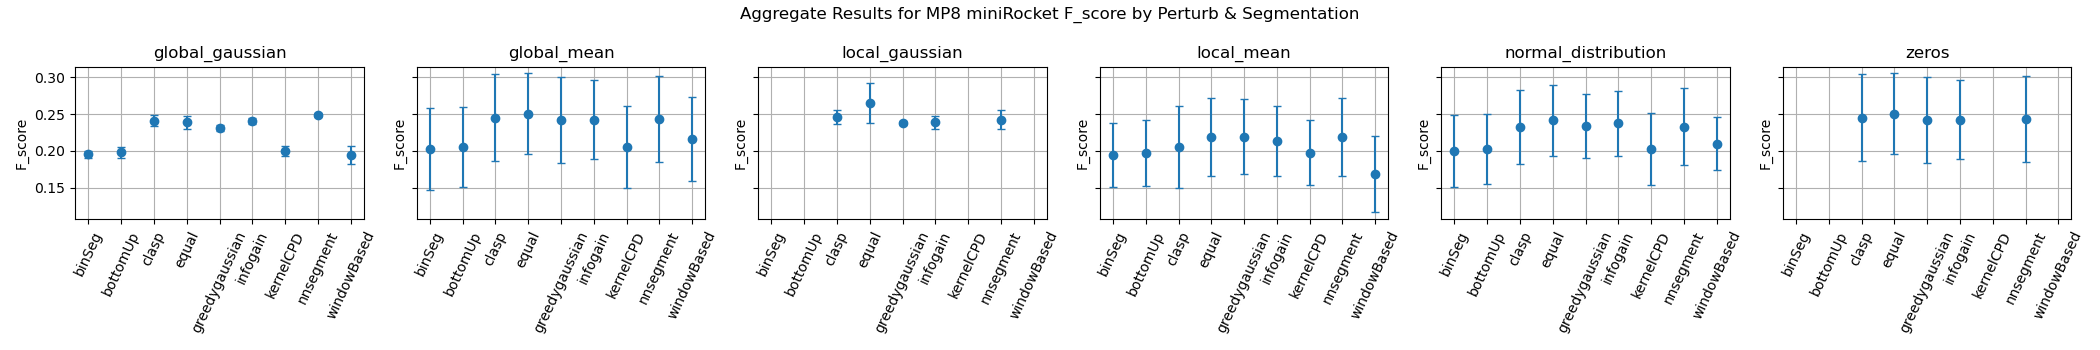 Aggregate Results for MP8 miniRocket F_score by Perturb & Segmentation
global_gaussian
0.30
0.25
0.20
0.15
F_score
binSeg
bottomUp
clasp
equal
greedygaussian
infogain
kernelCPD
nnsegment
windowBased
global_mean
F_score
binSeg
bottomUp
clasp
equal
greedygaussian
infogain
kernelCPD
nnsegment
windowBased
local_gaussian
F_score
binSeg
bottomUp
clasp
equal
greedygaussian
infogain
kernelCPD
nnsegment
windowBased
local_mean
F_score
binSeg
bottomUp
clasp
equal
greedygaussian
infogain
kernelCPD
nnsegment
windowBased
normal_distribution
F_score
binSeg
bottomUp
clasp
equal
greedygaussian
infogain
kernelCPD
nnsegment
windowBased
zeros
F_score
binSeg
bottomUp
clasp
equal
greedygaussian
infogain
kernelCPD
nnsegment
windowBased